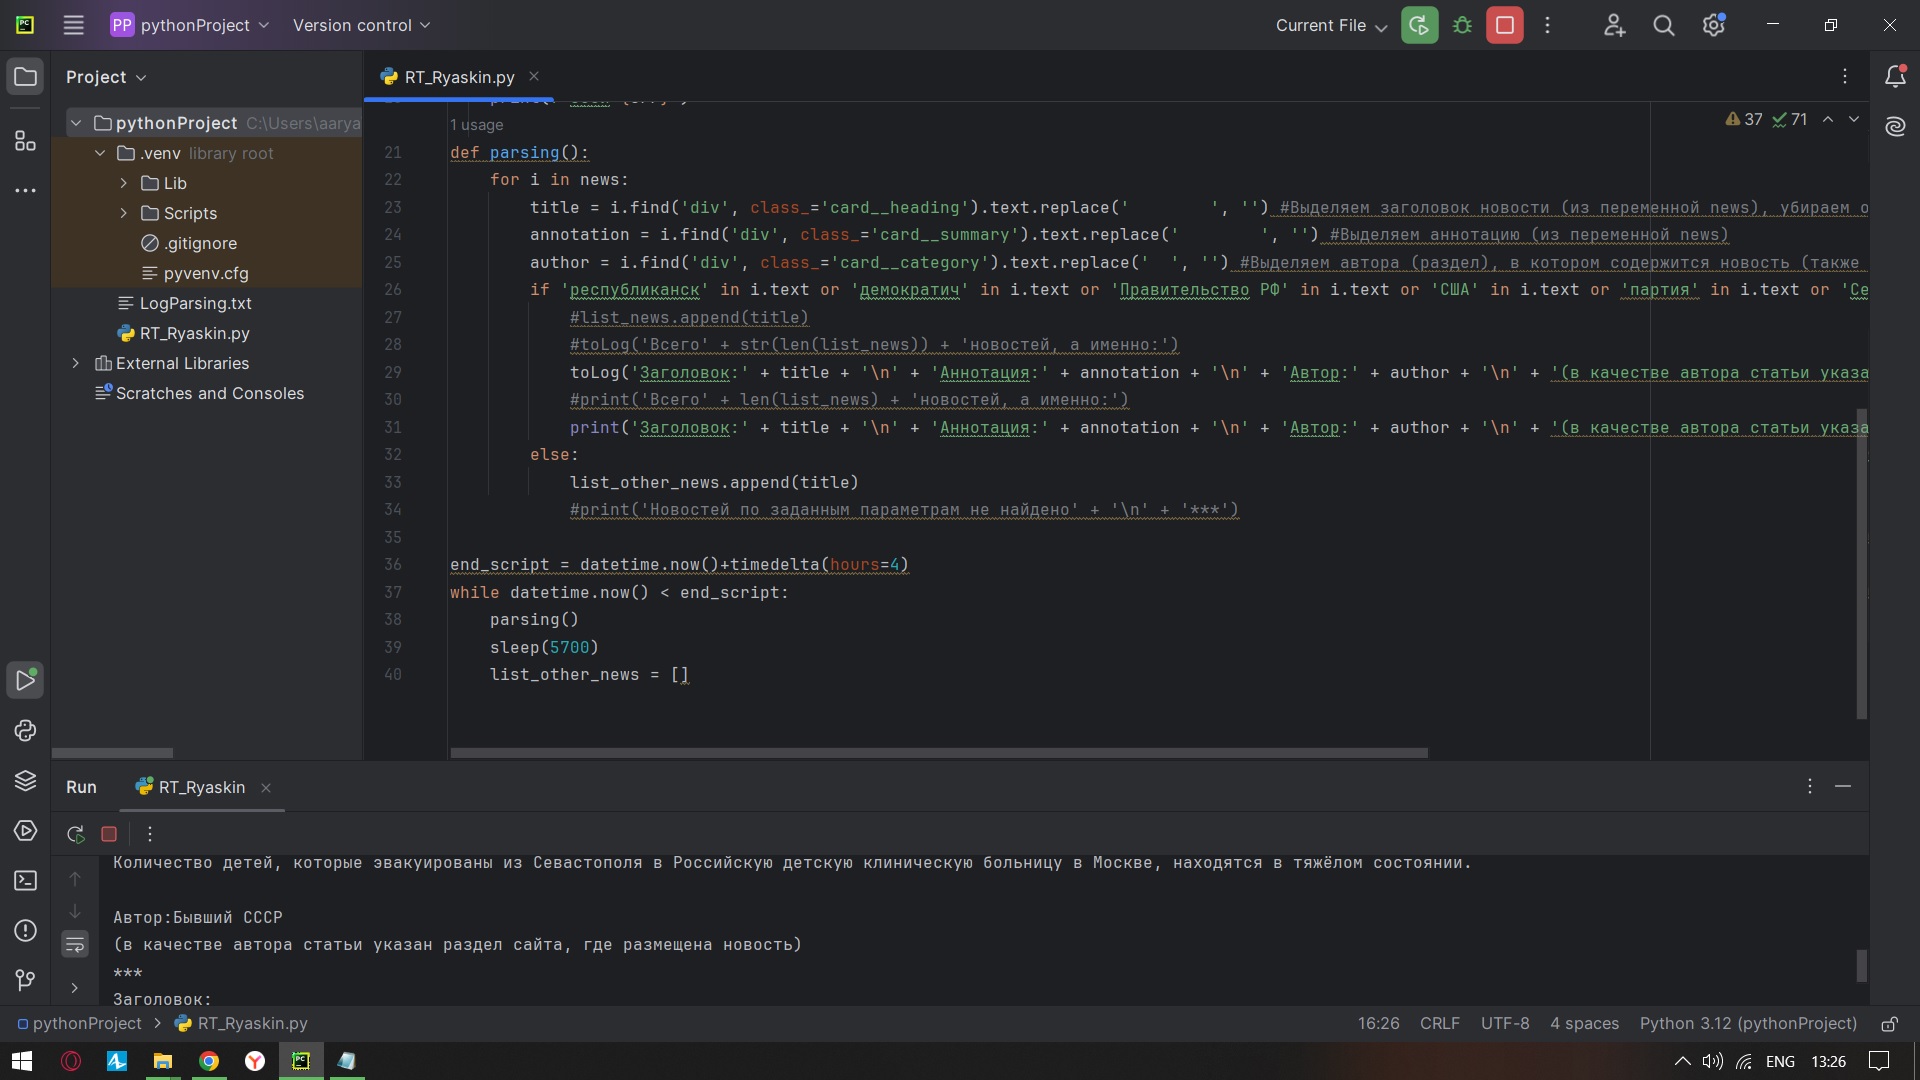 PP pythonProject Version control Current File
Project RT_Ryaskin.py
pythonProject C:\Users\aarya
.venv library root
Lib
Scripts
.gitignore
pyvenv.cfg
LogParsing.txt
RT_Ryaskin.py
External Libraries
Scratches and Consoles
1 usage
37 71
21 def parsing():
22 for i in news:
23 title = i.find('div', class_='card__heading').text.replace('        ', '') #Выделяем заголовок новости (из переменной news), убираем о
24 annotation = i.find('div', class_='card__summary').text.replace('        ', '') #Выделяем аннотацию (из переменной news)
25 author = i.find('div', class_='card__category').text.replace('  ', '') #Выделяем автора (раздел), в котором содержится новость (также
26 if 'республиканск' in i.text or 'демократич' in i.text or 'Правительство РФ' in i.text or 'США' in i.text or 'партия' in i.text or 'Се
27 #list_news.append(title)
28 #toLog('Всего' + str(len(list_news)) + 'новостей, а именно:')
29 toLog('Заголовок:' + title + '\n' + 'Аннотация:' + annotation + '\n' + 'Автор:' + author + '\n' + '(в качестве автора статьи указа
30 #print('Всего' + len(list_news) + 'новостей, а именно:')
31 print('Заголовок:' + title + '\n' + 'Аннотация:' + annotation + '\n' + 'Автор:' + author + '\n' + '(в качестве автора статьи указа
32 else:
33 list_other_news.append(title)
34 #print('Новостей по заданным параметрам не найдено' + '\n' + '***')
35
36 end_script = datetime.now()+timedelta(hours=4)
37 while datetime.now() < end_script:
38 parsing()
39 sleep(5700)
40 list_other_news = []
Run RT_Ryaskin
Количество детей, которые эвакуированы из Севастополя в Российскую детскую клиническую больницу в Москве, находятся в тяжёлом состоянии.
Автор:Бывший СССР
(в качестве автора статьи указан раздел сайта, где размещена новость)
***
Заголовок:
pythonProject > RT_Ryaskin.py 16:26 CRLF UTF-8 4 spaces Python 3.12 (pythonProject)
ENG 13:26